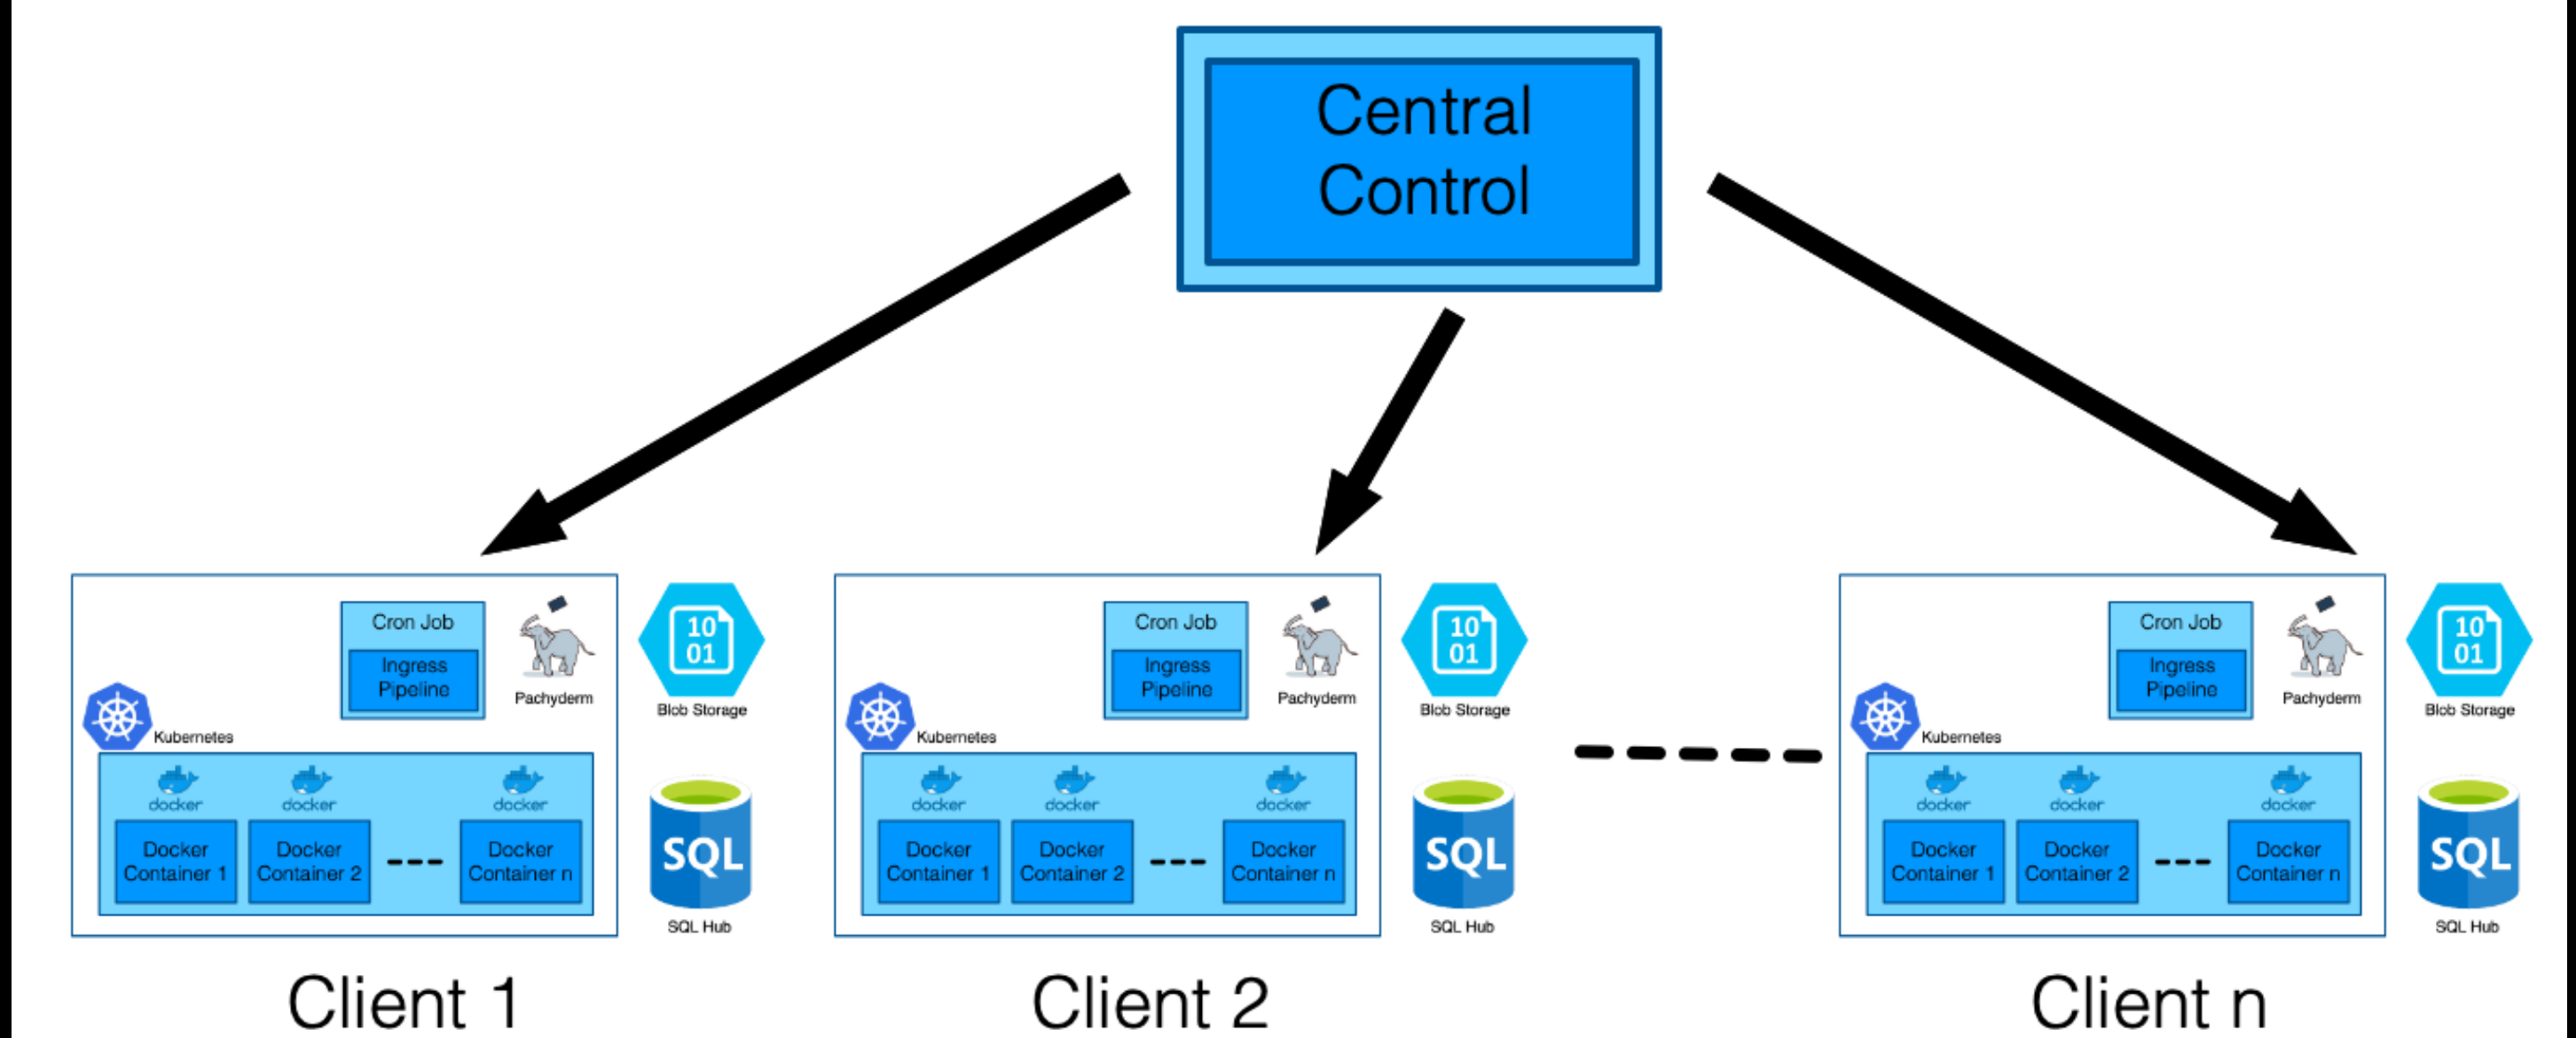 Central
Control
Cron Job
Ingress
Pipeline
Pachyderm
10
01
Blob Storage
Kubernetes
docker
docker
docker
Docker
Container 1
Docker
Container 2
Docker
Container n
SQL
SQL Hub
Client 1
Cron Job
Ingress
Pipeline
Pachyderm
10
01
Blob Storage
Kubernetes
docker
docker
docker
Docker
Container 1
Docker
Container 2
Docker
Container n
SQL
SQL Hub
Client 2
Cron Job
Ingress
Pipeline
Pachyderm
10
01
Blob Storage
Kubernetes
docker
docker
docker
Docker
Container 1
Docker
Container 2
Docker
Container n
SQL
SQL Hub
Client n